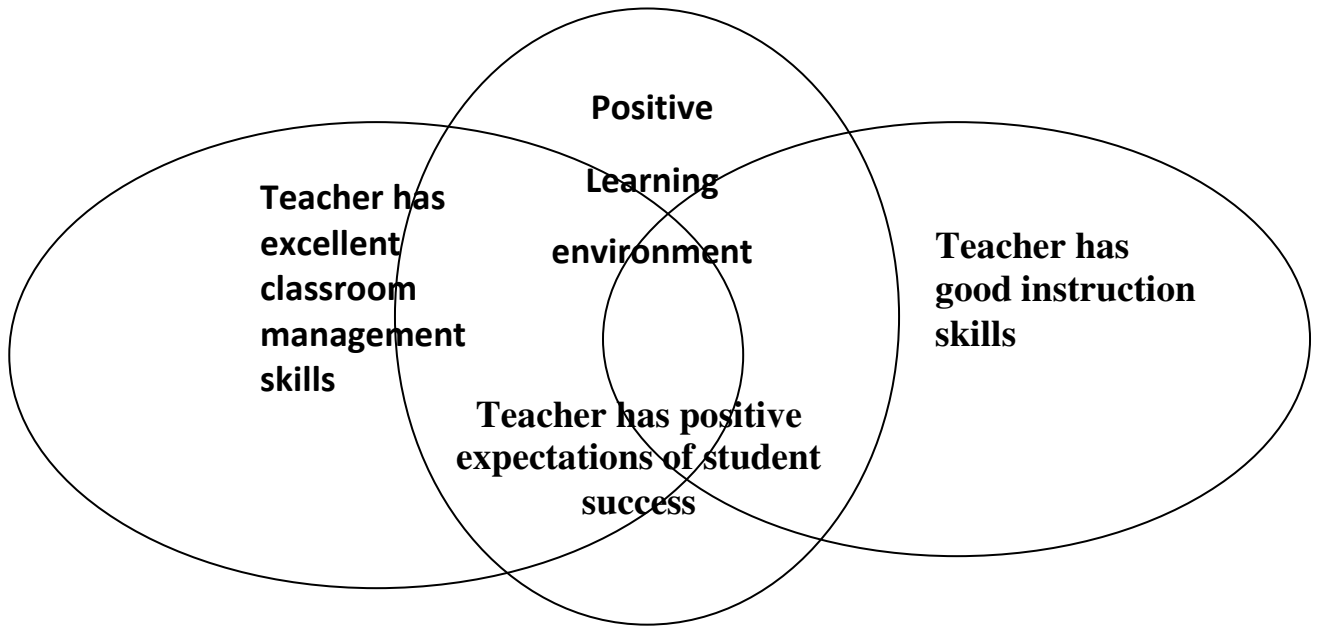 Positive
Learning
environment
Teacher has
excellent
classroom
management
skills
Teacher has
good instruction
skills
Teacher has positive
expectations of student
success